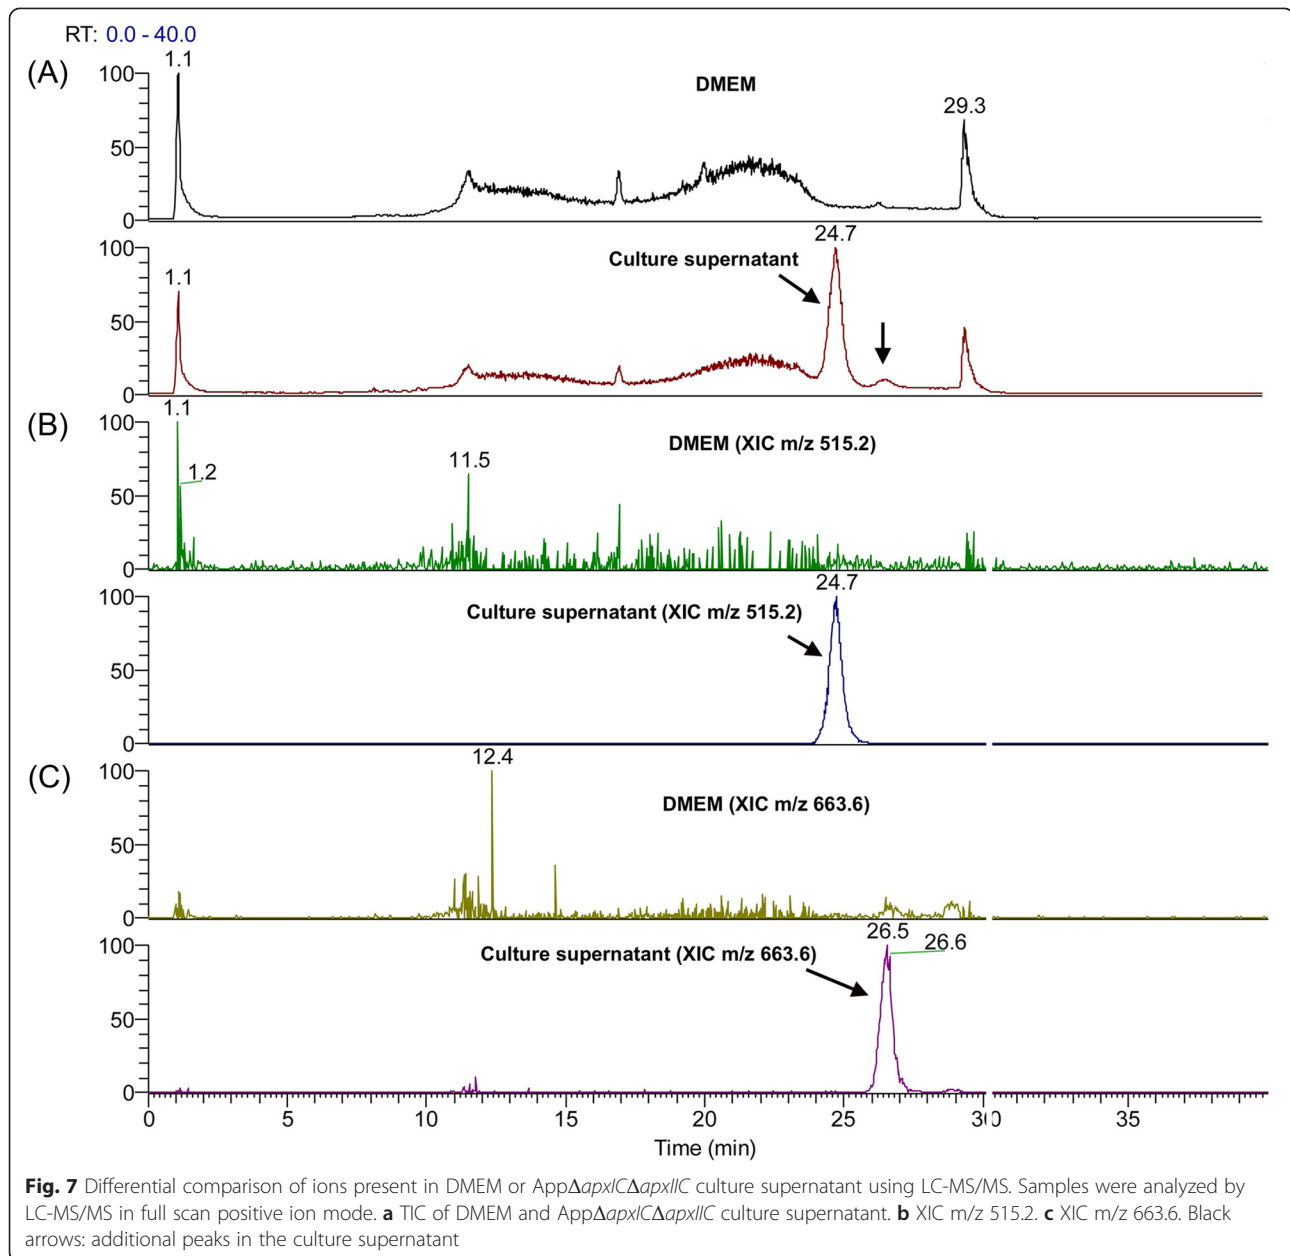 RT: 0.0 - 40.0
(A)
1.1
DMEM
29.3
100
50
0
24.7
Culture supernatant
1.1
100
50
0
(B)
1.1
DMEM (XIC m/z 515.2)
1.2
11.5
100
50
0
24.7
Culture supernatant (XIC m/z 515.2)
100
50
0
(C)
12.4
DMEM (XIC m/z 663.6)
100
50
0
26.5
26.6
Culture supernatant (XIC m/z 663.6)
100
50
0
0 5 10 15 20 25 30 35
Time (min)
Fig. 7 Differential comparison of ions present in DMEM or AppΔapxICΔapxIIC culture supernatant using LC-MS/MS. Samples were analyzed by
LC-MS/MS in full scan positive ion mode. a TIC of DMEM and AppΔapxICΔapxIIC culture supernatant. b XIC m/z 515.2. c XIC m/z 663.6. Black
arrows: additional peaks in the culture supernatant